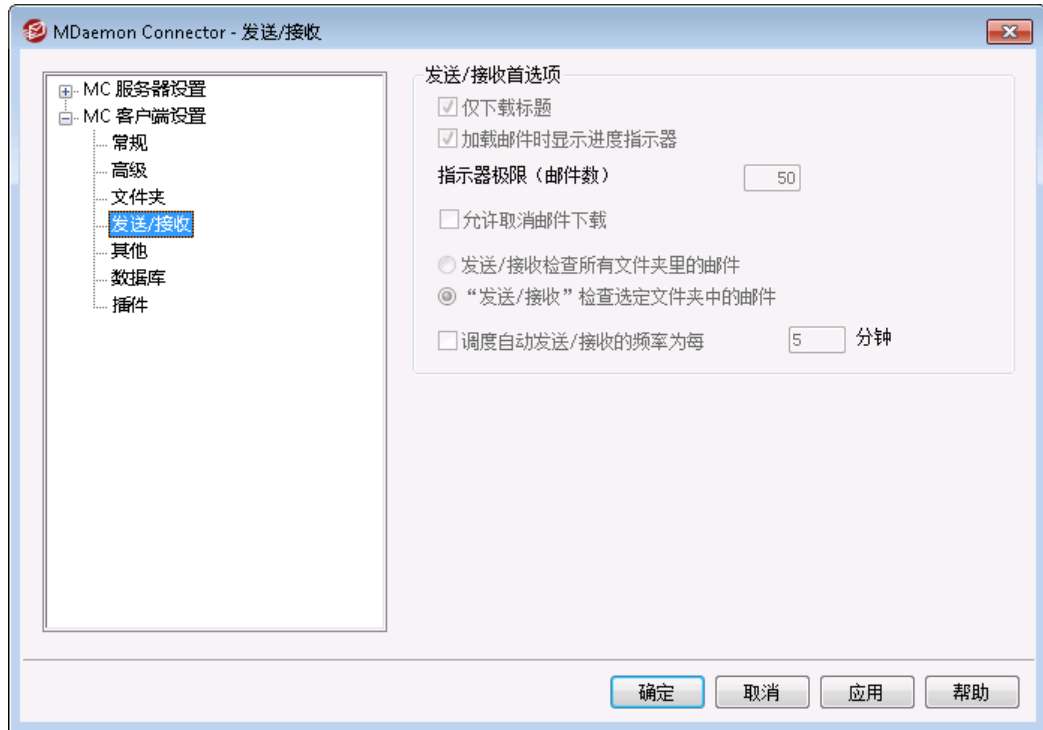 MDaemon Connector - 发送/接收
MC 服务器设置
MC 客户端设置
常规
高级
文件夹
发送/接收
其他
数据库
插件
发送/接收首选项
仅下载标题
加载邮件时显示进度指示器
指示器极限（邮件数） 50
允许取消邮件下载
发送/接收检查所有文件夹里的邮件
“发送/接收”检查选定文件夹中的邮件
调度自动发送/接收的频率为每 5 分钟
确定 取消 应用 帮助